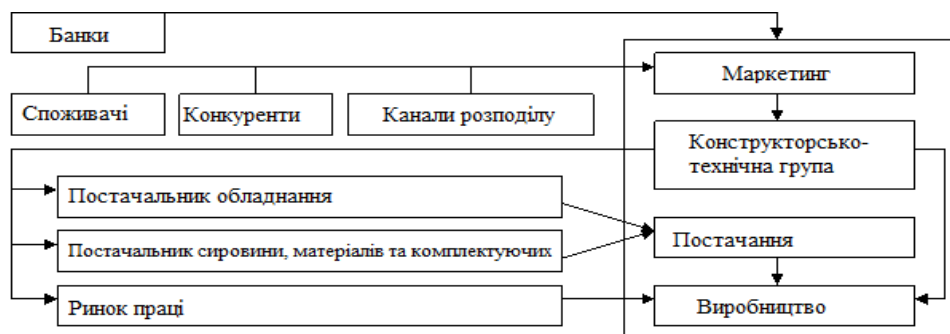 Банки
Маркетинг
Споживачі
Конкуренти
Канали розподілу
Конструкторсько-
технічна група
Постачальник обладнання
Постачальник сировини, матеріалів та комплектуючих
Постачання
Ринок праці
Виробництво